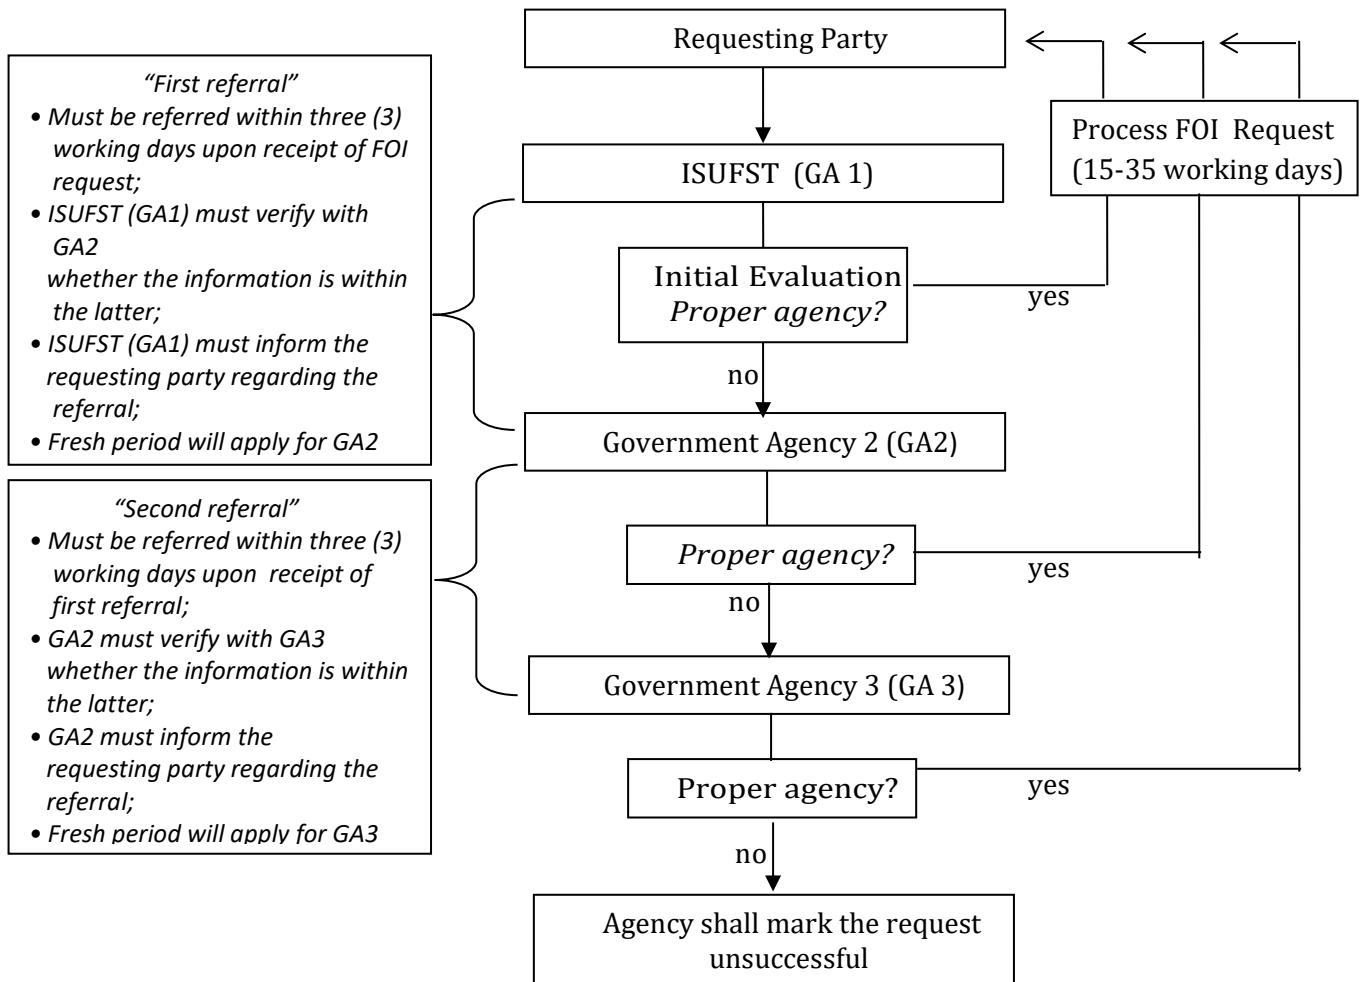 Requesting Party
“First referral”
• Must be referred within three (3)
working days upon receipt of FOI
request;
• ISUFST (GA1) must verify with
GA2
whether the information is within
the latter;
• ISUFST (GA1) must inform the
requesting party regarding the
referral;
• Fresh period will apply for GA2
Process FOI Request
(15-35 working days)
ISUFST (GA 1)
Initial Evaluation
Proper agency?
yes
no
Government Agency 2 (GA2)
“Second referral”
• Must be referred within three (3)
working days upon receipt of
first referral;
• GA2 must verify with GA3
whether the information is within
the latter;
• GA2 must inform the
requesting party regarding the
referral;
• Fresh period will apply for GA3
Proper agency?
yes
no
Government Agency 3 (GA 3)
Proper agency?
yes
no
Agency shall mark the request
unsuccessful